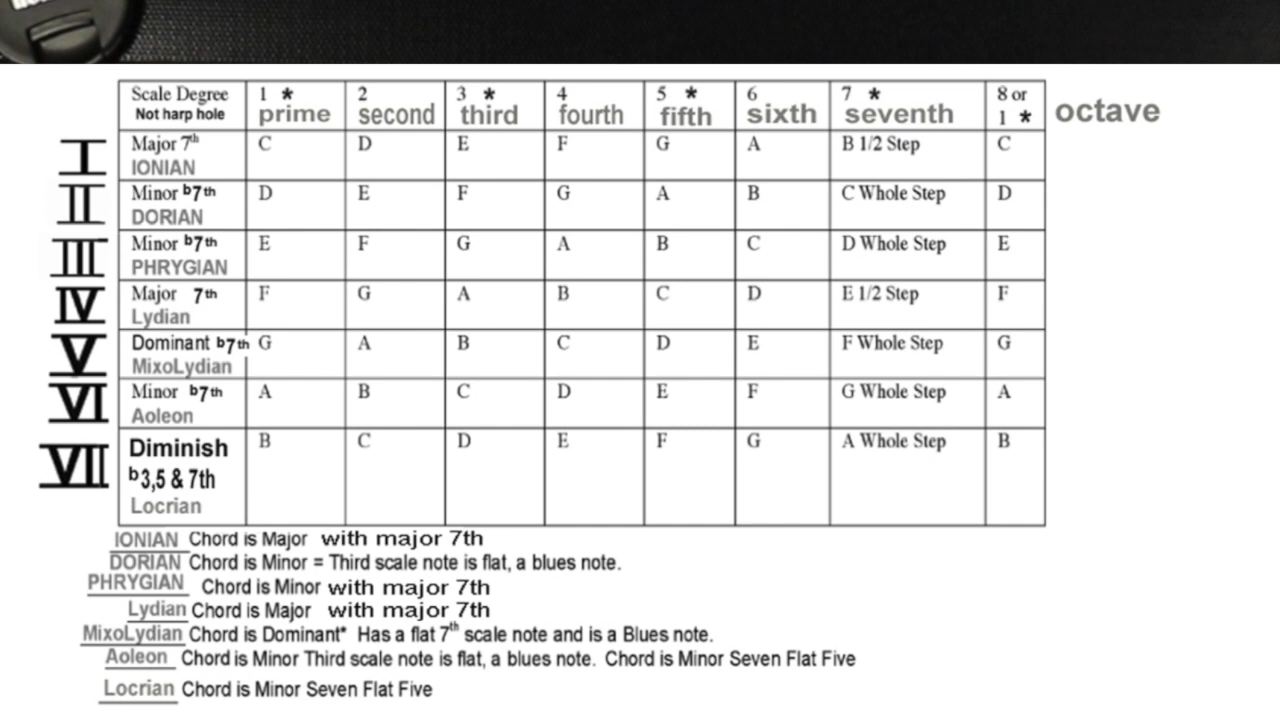 Scale Degree 1 * 2 3 * 4 5 * 6 7 * 8 or
Not harp hole prime second third fourth fifth sixth seventh 1 * octave
I Major 7th C D E F G A B 1/2 Step C
IONIAN
II Minor b7th D E F G A B C Whole Step D
DORIAN
III Minor b7th E F G A B C D Whole Step E
PHRYGIAN
IV Major 7th F G A B C D E 1/2 Step F
Lydian
V Dominant b7th G A B C D E F Whole Step G
MixoLydian
VI Minor b7th A B C D E F G Whole Step A
Aoleon
VII Diminish B C D E F G A Whole Step B
b3,5 & 7th
Locrian
IONIAN Chord is Major with major 7th
DORIAN Chord is Minor = Third scale note is flat, a blues note.
PHRYGIAN Chord is Minor with major 7th
Lydian Chord is Major with major 7th
MixoLydian Chord is Dominant* Has a flat 7th scale note and is a Blues note.
Aoleon Chord is Minor Third scale note is flat, a blues note. Chord is Minor Seven Flat Five
Locrian Chord is Minor Seven Flat Five